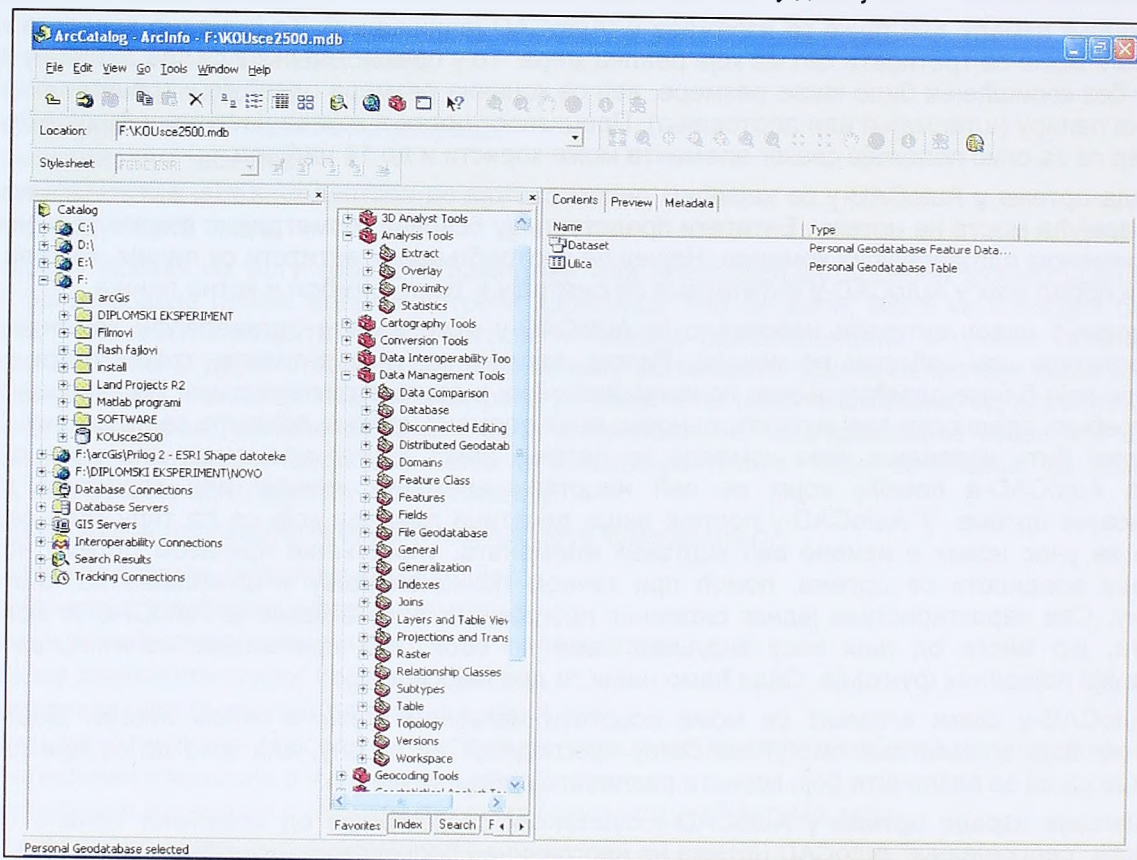 ArcCatalog - ArcInfo - F:\KOUsce2500.mdb
File Edit View Go Tools Window Help
Location: F:\KOUsce2500.mdb
Stylesheet: FGDC ESRI
Catalog
C:\
D:\
E:\
F:
arcGis
DIPLOMSKI EKSPERIMENT
Filmovi
flash fajlovi
install
Land Projects R2
Matlab programi
SOFTWARE
KOUsce2500
F:\arcGis\Prilog 2 - ESRI Shape datoteke
F:\DIPLOMSKI EKSPERIMENT\NOVO
Database Connections
Database Servers
GIS Servers
Interoperability Connections
Search Results
Tracking Connections
3D Analyst Tools
Analysis Tools
Extract
Overlay
Proximity
Statistics
Cartography Tools
Conversion Tools
Data Interoperability Too
Data Management Tools
Data Comparison
Database
Disconnected Editing
Distributed Geodatab
Domains
Feature Class
Features
Fields
File Geodatabase
General
Generalization
Indexes
Joins
Layers and Table Viev
Projections and Trans
Raster
Relationship Classes
Subtypes
Table
Topology
Versions
Workspace
Geocoding Tools
Favorites Index Search F
Contents Preview Metadata
Name Type
Dataset Personal Geodatabase Feature Data...
Ulica Personal Geodatabase Table
Personal Geodatabase selected